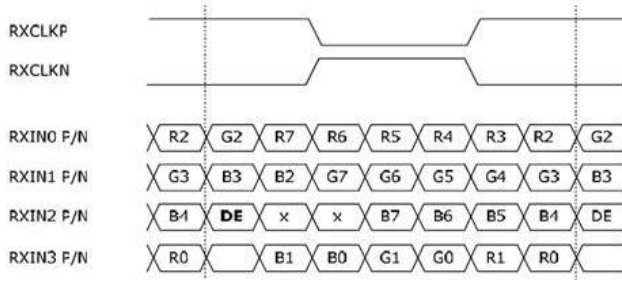 RXCLKP
RXCLKN
RXIN0 P/N R2 G2 R7 R6 R5 R4 R3 R2 G2
RXIN1 P/N G3 B3 B2 G7 G6 G5 G4 G3 B3
RXIN2 P/N B4 DE x x B7 B6 B5 B4 DE
RXIN3 P/N R0 B1 B0 G1 G0 R1 R0